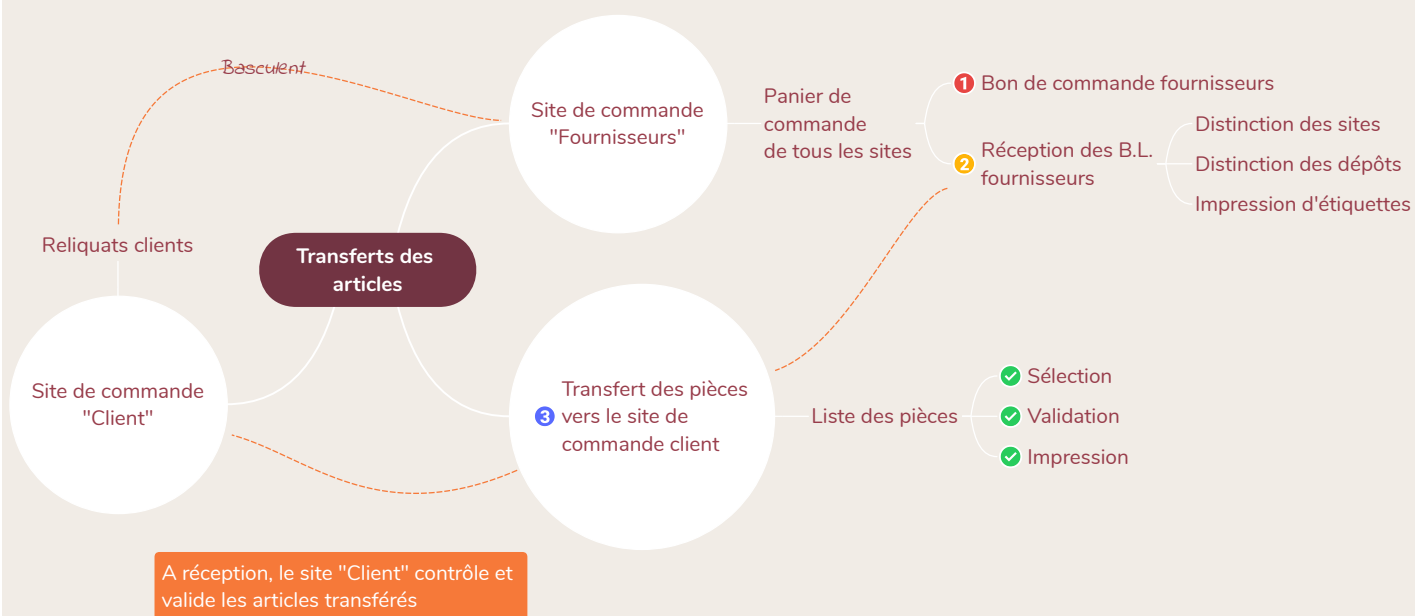 Basculent
Site de commande
"Fournisseurs"
Panier de
commande
de tous les sites
1 Bon de commande fournisseurs
2 Réception des B.L.
fournisseurs
Distinction des sites
Distinction des dépôts
Impression d'étiquettes
Reliquats clients
Transferts des
articles
Site de commande
"Client"
3 Transfert des pièces
vers le site de
commande client
Liste des pièces
Sélection
Validation
Impression
A réception, le site "Client" contrôle et
valide les articles transférés